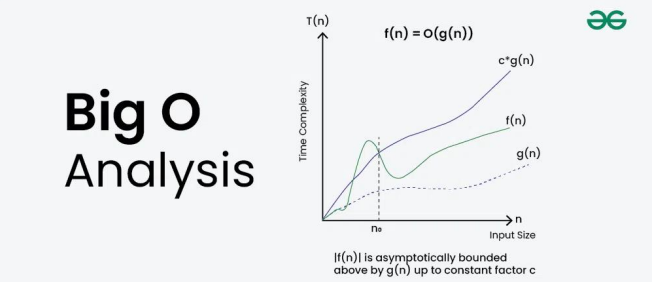 Big O
Analysis
T(n)
f(n) = O(g(n))
c*g(n)
f(n)
g(n)
Time Complexity
n₀
n
Input Size
|f(n)| is asymptotically bounded
above by g(n) up to constant factor c